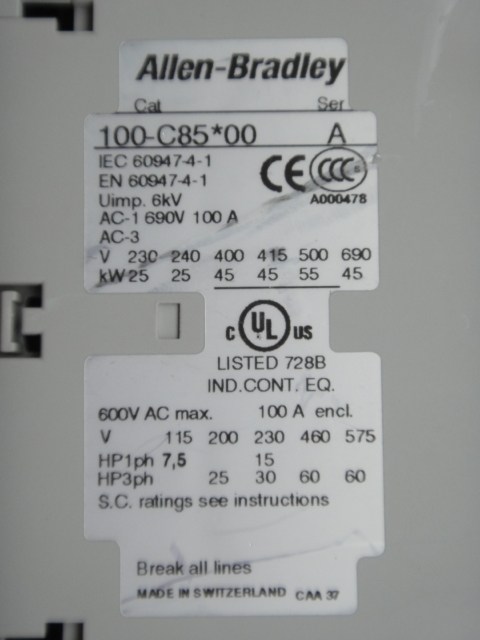 Allen-Bradley
Cat Ser
100-C85*00 A
IEC 60947-4-1
EN 60947-4-1
CE CCC
Uimp. 6kV A000478
AC-1 690V 100 A
AC-3
V 230 240 400 415 500 690
kW 25 25 45 45 55 45
C UL US
LISTED 728B
IND.CONT. EQ.
600V AC max. 100 A encl.
V 115 200 230 460 575
HP1ph 7,5 15
HP3ph 25 30 60 60
S.C. ratings see instructions
Break all lines
MADE IN SWITZERLAND CAA 37